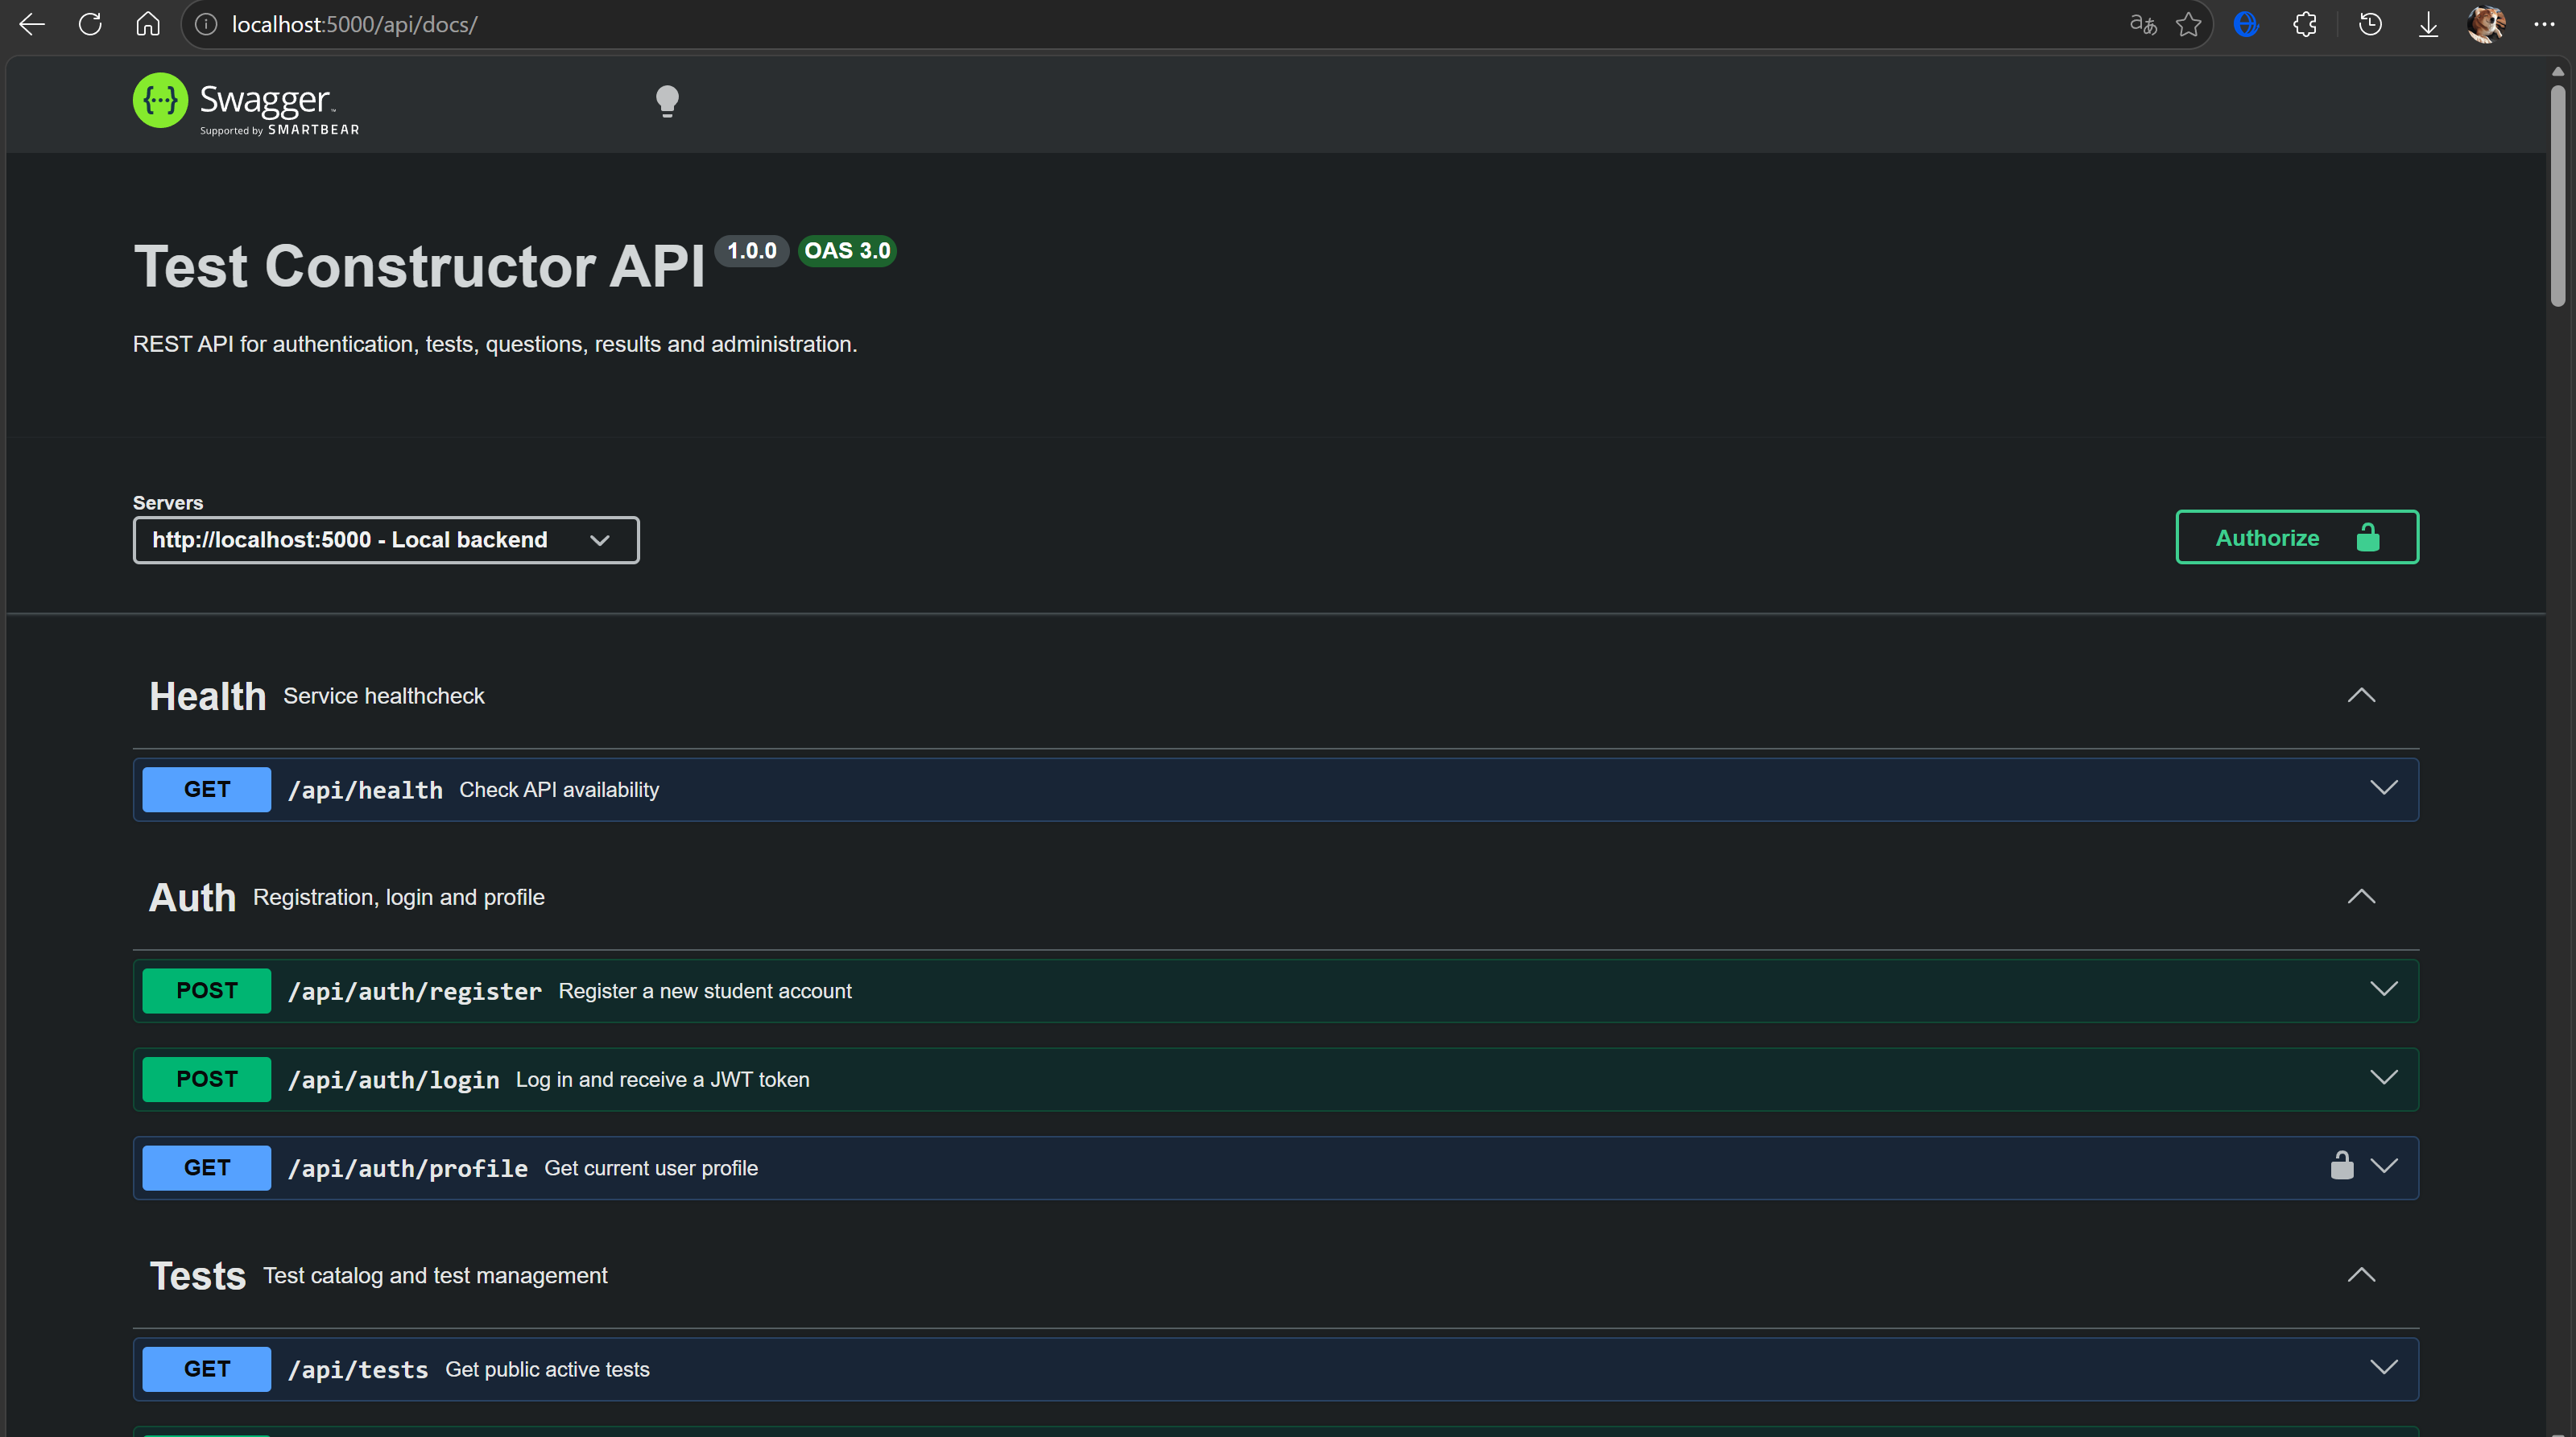 localhost:5000/api/docs/
Swagger
Supported by SMARTBEAR
Test Constructor API 1.0.0 OAS 3.0
REST API for authentication, tests, questions, results and administration.
Servers
http://localhost:5000 - Local backend
Authorize
Health Service healthcheck
GET /api/health Check API availability
Auth Registration, login and profile
POST /api/auth/register Register a new student account
POST /api/auth/login Log in and receive a JWT token
GET /api/auth/profile Get current user profile
Tests Test catalog and test management
GET /api/tests Get public active tests